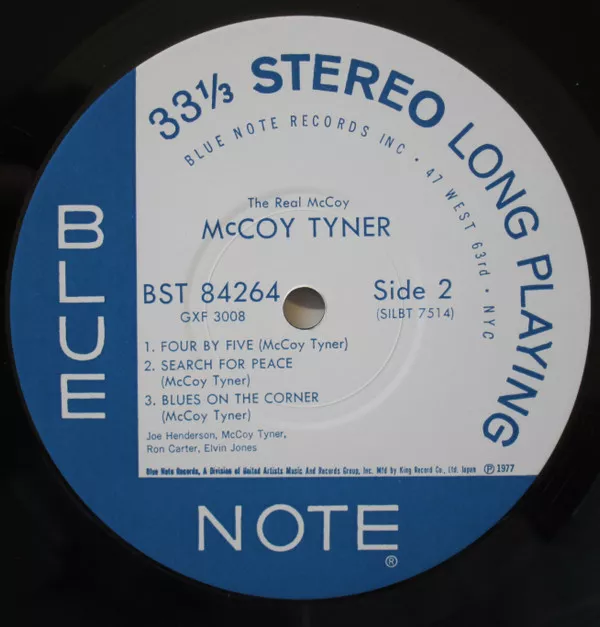 33⅓ STEREO LONG PLAYING
BLUE NOTE RECORDS INC • 47 WEST 63rd • NYC
The Real McCoy
McCOY TYNER
BST 84264
GXF 3008
Side 2
(SILBT 7514)
1. FOUR BY FIVE (McCoy Tyner)
2. SEARCH FOR PEACE
(McCoy Tyner)
3. BLUES ON THE CORNER
(McCoy Tyner)
Joe Henderson, McCoy Tyner,
Ron Carter, Elvin Jones
Blue Note Records, A Division of United Artists Music And Records Group, Inc. Mfd by King Record Co., Ltd. Japan ℗ 1977
BLUE
NOTE ®